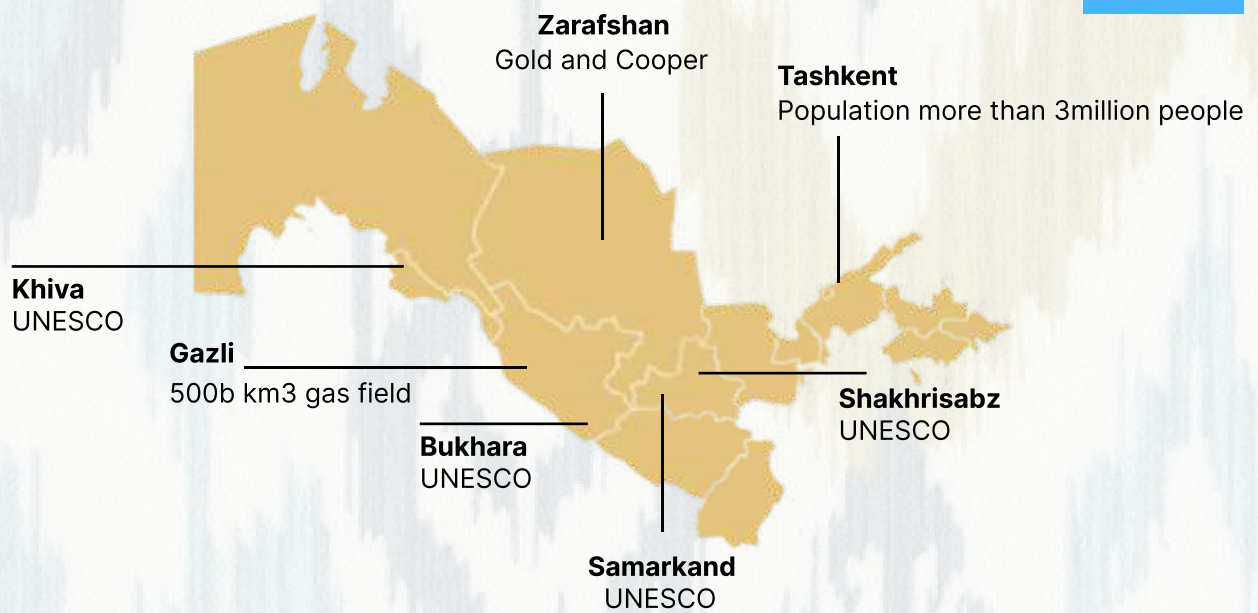 Zarafshan
Gold and Cooper
Tashkent
Population more than 3million people
Khiva
UNESCO
Gazli
500b km3 gas field
Bukhara
UNESCO
Shakhrisabz
UNESCO
Samarkand
UNESCO